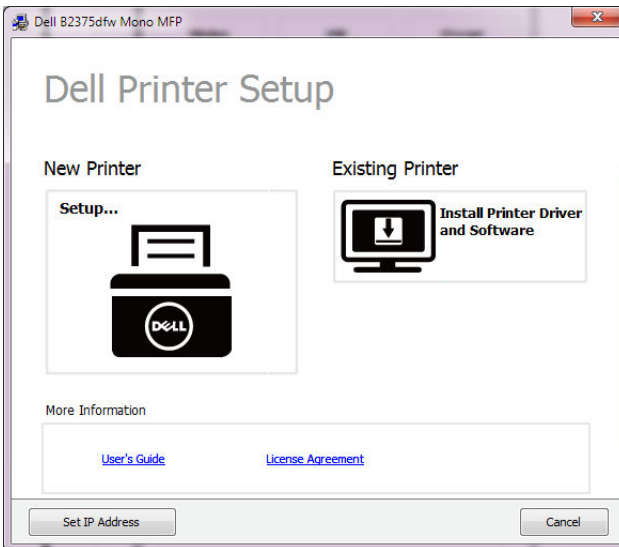 Dell B2375dfw Mono MFP
Dell Printer Setup
New Printer
Existing Printer
Setup...
Install Printer Driver
and Software
DELL
More Information
User's Guide
License Agreement
Set IP Address
Cancel